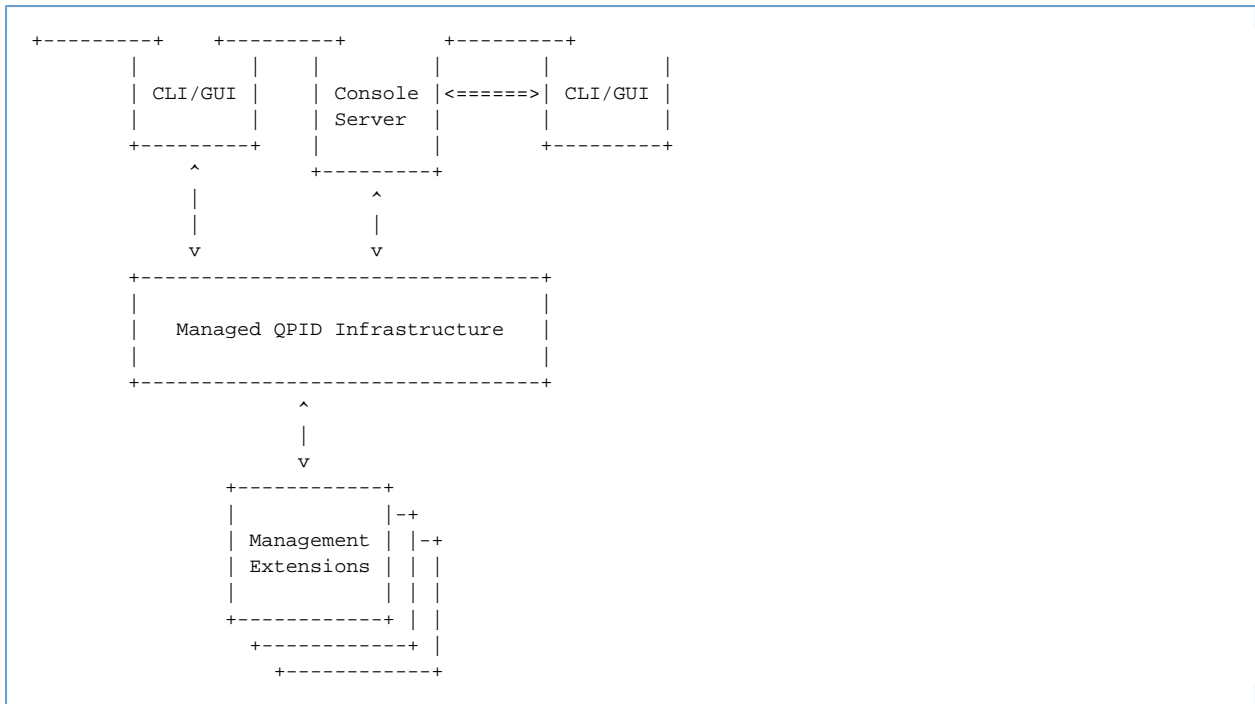 CLI/GUI Console CLI/GUI
Server
Managed QPID Infrastructure
Management
Extensions